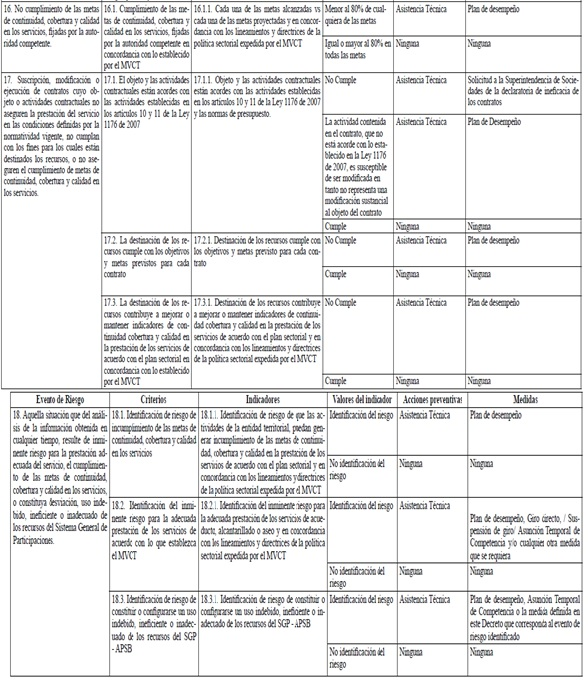 16. No cumplimiento de las metas de continuidad, cobertura y calidad en los servicios, fijadas por la autoridad competente.
16.1. Cumplimiento de las metas de continuidad, cobertura y calidad en los servicios, fijadas por la autoridad competente en concordancia con lo establecido por el MVCT
16.1.1. Cada una de las metas alcanzadas vs cada una de las metas proyectadas y en concordancia con los lineamientos y directrices de la política sectorial expedida por el MVCT
Menor al 80% de cualquiera de las metas
Asistencia Técnica
Plan de desempeño
Igual o mayor al 80% en todas las metas
Ninguna
Ninguna
17. Suscripción, modificación o ejecución de contratos cuyo objeto o actividades contractuales no aseguren la prestación del servicio en las condiciones definidas por la normatividad vigente, no cumplan con los fines para los cuales están destinados los recursos, o no aseguren el cumplimiento de metas de continuidad, cobertura y calidad en los servicios.
17.1. El objeto y las actividades contractuales están acordes con las actividades establecidas en los artículos 10 y 11 de la Ley 1176 de 2007
17.1.1. Objeto y las actividades contractuales están acordes con las actividades establecidas en los artículos 10 y 11 de la Ley 1176 de 2007 y las normas de presupuesto.
No Cumple
Asistencia Técnica
Solicitud a la Superintendencia de Sociedades de la declaratoria de ineficacia de los contratos
La actividad contenida en el contrato, que no está acorde con lo establecido en la Ley 1176 de 2007, es susceptible de ser modificada en tanto no representa una modificación sustancial al objeto del contrato
Asistencia Técnica
Plan de Desempeño
Cumple
Ninguna
Ninguna
17.2. La destinación de los recursos cumple con los objetivos y metas previstos para cada contrato
17.2.1. Destinación de los recursos cumple con los objetivos y metas previsto para cada contrato
No Cumple
Asistencia Técnica
Plan de desempeño
Cumple
Ninguna
Ninguna
17.3. La destinación de los recursos contribuye a mejorar o mantener indicadores de continuidad cobertura y calidad en la prestación de los servicios de acuerdo con el plan sectorial en concordancia con lo establecido por el MVCT
17.3.1. Destinación de los recursos contribuye a mejorar o mantener indicadores de continuidad cobertura y calidad en la prestación de los servicios de acuerdo con el plan sectorial y en concordancia con los lineamientos y directrices de la política sectorial expedida por el MVCT
No Cumple
Asistencia Técnica
Plan de desempeño
Cumple
Ninguna
Ninguna
Evento de Riesgo
Criterios
Indicadores
Valores del indicador
Acciones preventivas
Medidas
18. Aquella situación que del análisis de la información obtenida en cualquier tiempo, resulte de inminente riesgo para la prestación adecuada del servicio, el cumplimiento de las metas de continuidad, cobertura y calidad en los servicios, o constituya desviación, uso indebido, ineficiente o inadecuado de los recursos del Sistema General de Participaciones.
18.1. Identificación de riesgo de incumplimiento de las metas de continuidad, cobertura y calidad en los servicios
18.1.1. Identificación de riesgo de que las actividades de la entidad territorial, puedan generar incumplimiento de las metas de continuidad, cobertura y calidad en la prestación de los servicios de acuerdo con el plan sectorial y en concordancia con los lineamientos y directrices de la política sectorial expedida por el MVCT
Identificación del riesgo
Asistencia Técnica
Plan de desempeño
No identificación del riesgo
Ninguna
Ninguna
18.2. Identificación del inminente riesgo para la adecuada prestación de los servicios de acuerdo con lo que establezca el MVCT
18.2.1. Identificación del inminente riesgo para la adecuada prestación de los servicios de acueducto, alcantarillado o aseo y en concordancia con los lineamientos y directrices de la política sectorial expedida por el MVCT
Identificación del riesgo
Asistencia Técnica
Plan de desempeño, Giro directo, / Suspensión de giro/ Asunción Temporal de Competencia y/o cualquier otra medida que se requiera
No identificación del riesgo
Ninguna
Ninguna
18.3. Identificación de riesgo de constituir o configurarse un uso indebido, ineficiente o inadecuado de los recursos del SGP - APSB
18.3.1. Identificación de riesgo de constituir o configurarse un uso indebido, ineficiente o inadecuado de los recursos del SGP - APSB
Identificación del riesgo
Asistencia Técnica
Plan de desempeño, Asunción Temporal de Competencia o la medida definida en este Decreto que corresponda al evento de riesgo identificado
No identificación del riesgo
Ninguna
Ninguna